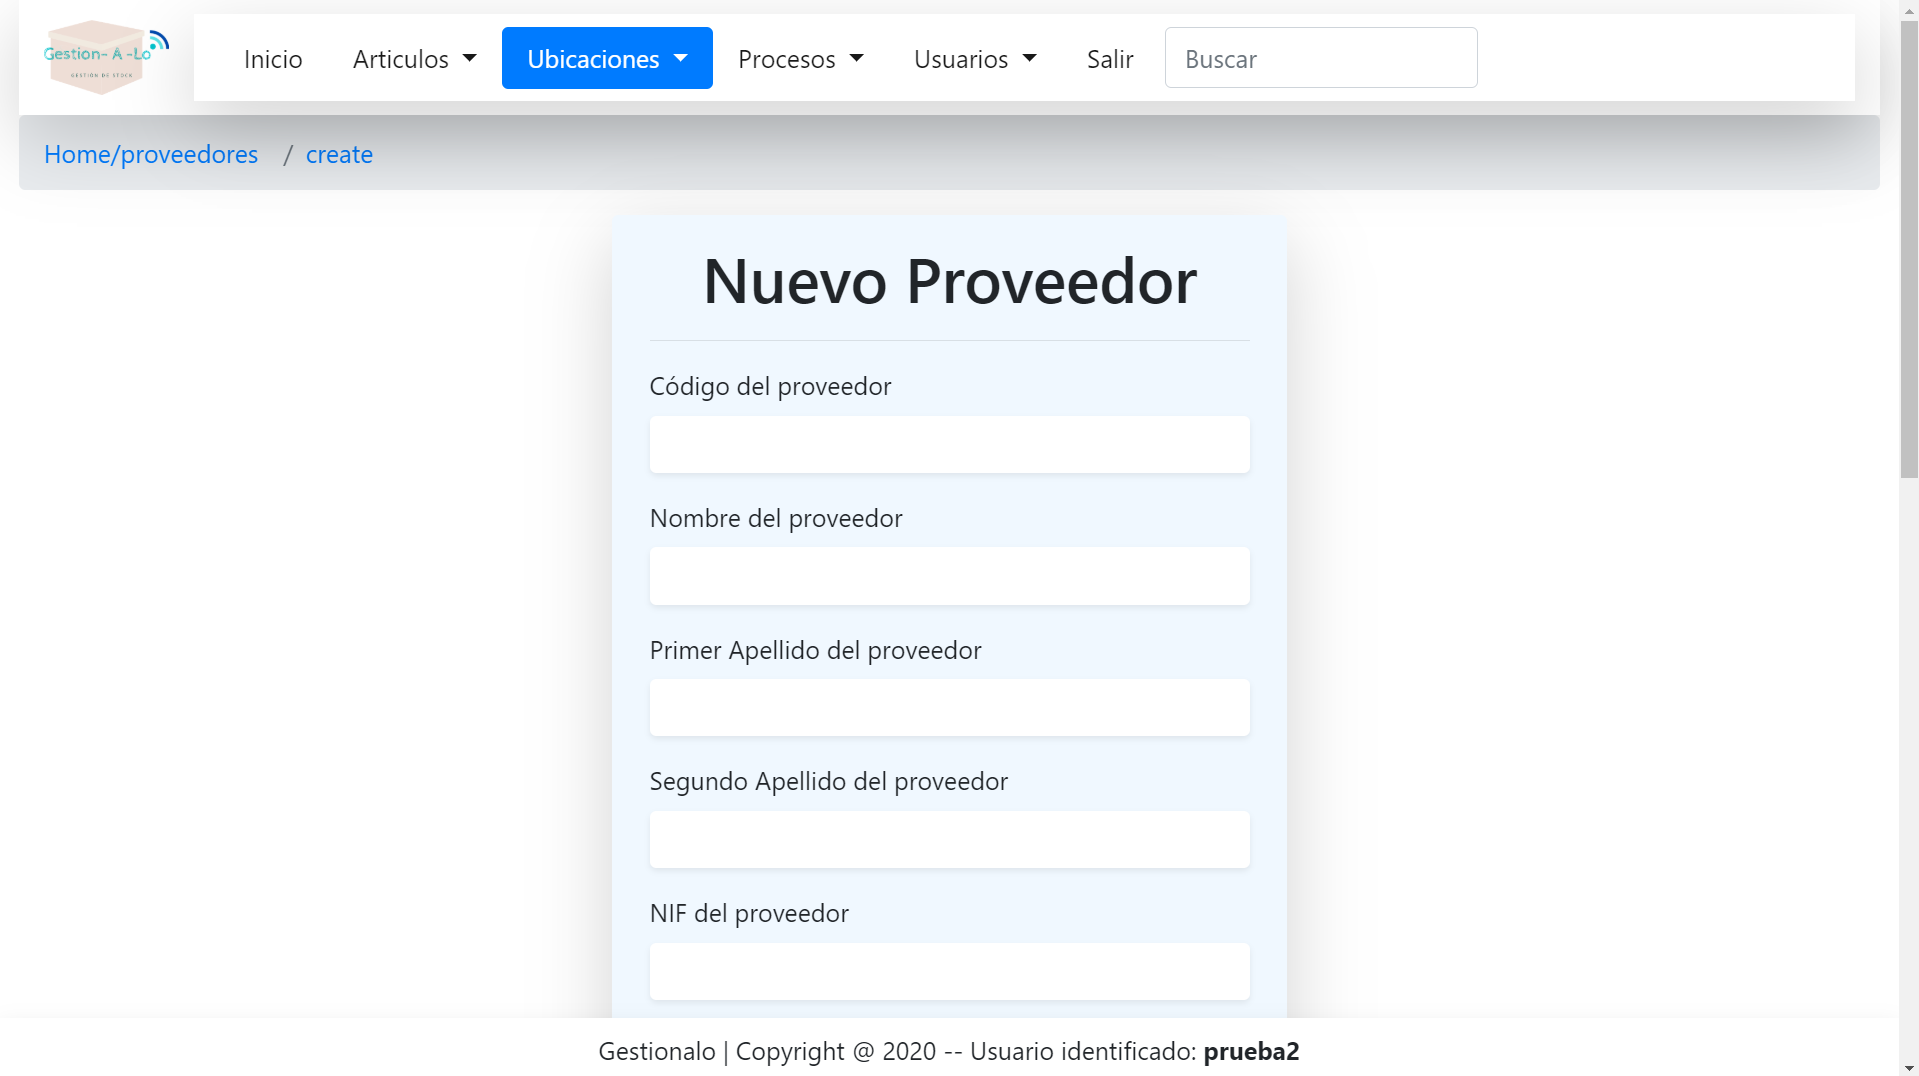 Gestion- A -Lo
GESTIÓN DE STOCK
Inicio Articulos Ubicaciones Procesos Usuarios Salir Buscar
Home/proveedores / create
Nuevo Proveedor
Código del proveedor
Nombre del proveedor
Primer Apellido del proveedor
Segundo Apellido del proveedor
NIF del proveedor
Gestionalo | Copyright @ 2020 -- Usuario identificado: prueba2